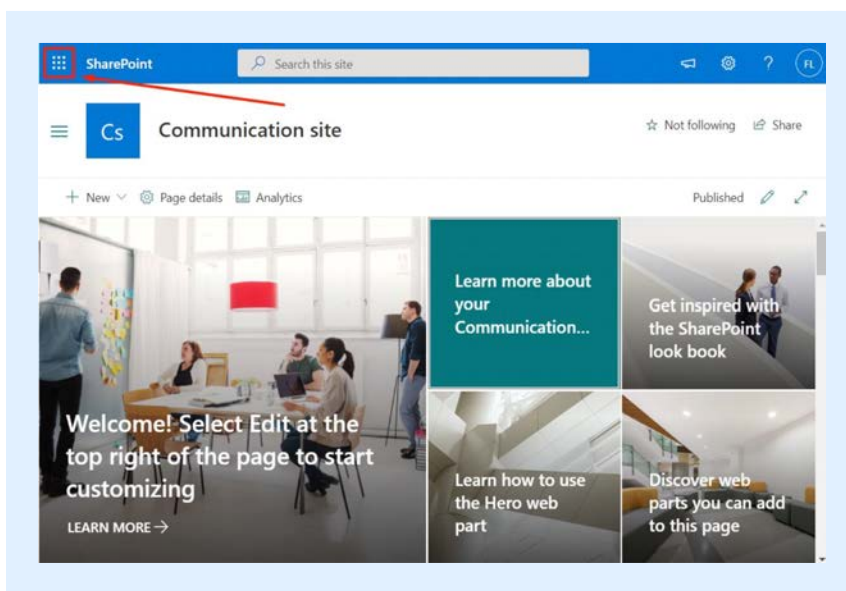 SharePoint
Search this site
?
FL
Cs
Communication site
Not following
Share
New
Page details
Analytics
Published
Welcome! Select Edit at the
top right of the page to start
customizing
LEARN MORE →
Learn more about
your
Communication...
Get inspired with
the SharePoint
look book
Learn how to use
the Hero web
part
Discover web
parts you can add
to this page